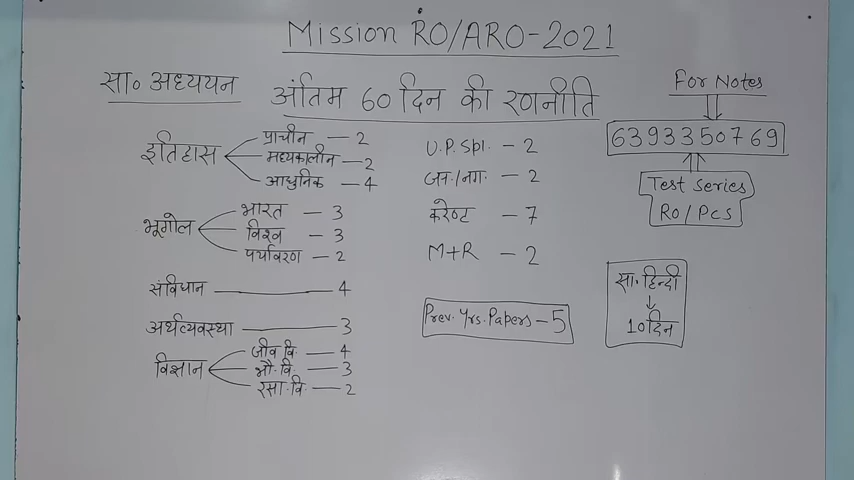 Mission RO/ARO-2021
सा० अध्ययन
अंतिम 60 दिन की रणनीति
इतिहास
प्राचीन — 2
मध्यकालीन — 2
आधुनिक — 4
भूगोल
भारत — 3
विश्व — 3
पर्यावरण — 2
संविधान — 4
अर्थव्यवस्था — 3
विज्ञान
जीव वि. — 4
भौ. वि. — 3
रसा. वि. — 2
U.P. Spl. — 2
जन./नग. — 2
करेण्ट — 7
M+R — 2
Prev. Yrs. Papers — 5
For Notes
6393350769
Test series
RO/PCS
सा. हिन्दी
↓
10 दिन